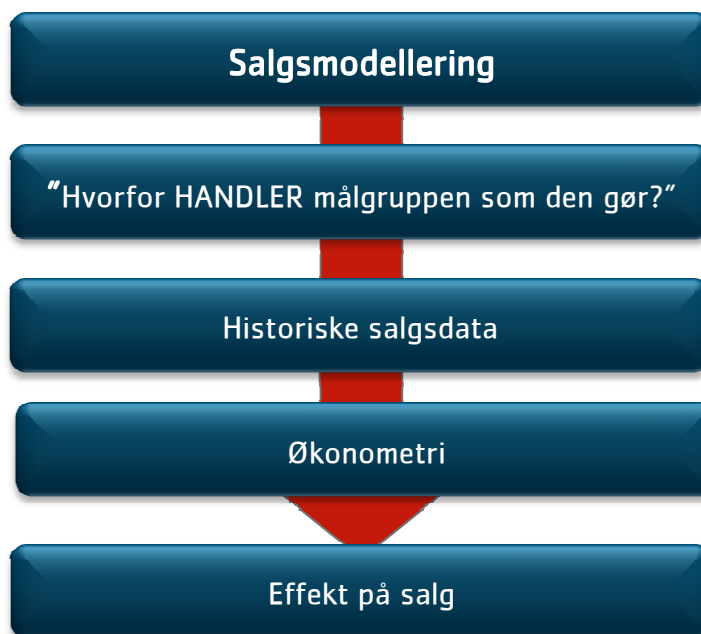 Salgsmodellering
"Hvorfor HANDLER målgruppen som den gør?"
Historiske salgsdata
Økonometri
Effekt på salg